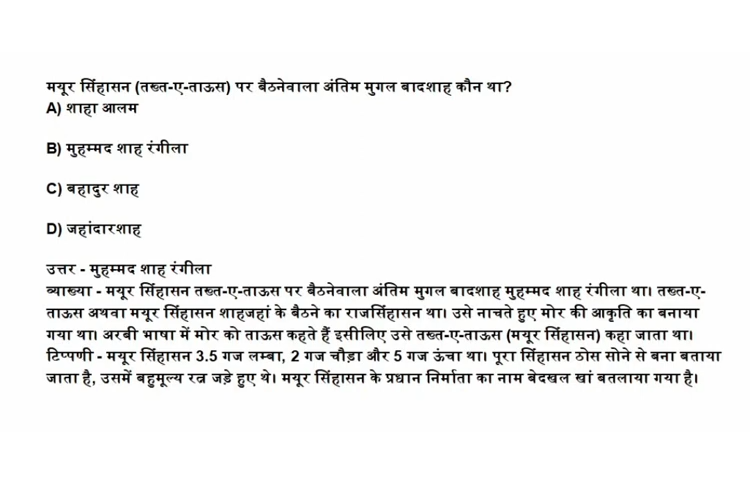 मयूर सिंहासन (तख्त-ए-ताऊस) पर बैठनेवाला अंतिम मुगल बादशाह कौन था?
A) शाहा आलम
B) मुहम्मद शाह रंगीला
C) बहादुर शाह
D) जहांदारशाह
उत्तर - मुहम्मद शाह रंगीला
व्याख्या - मयूर सिंहासन तख्त-ए-ताऊस पर बैठनेवाला अंतिम मुगल बादशाह मुहम्मद शाह रंगीला था। तख्त-ए-
ताऊस अथवा मयूर सिंहासन शाहजहां के बैठने का राजसिंहासन था। उसे नाचते हुए मोर की आकृति का बनाया
गया था। अरबी भाषा में मोर को ताऊस कहते हैं इसीलिए उसे तख्त-ए-ताऊस (मयूर सिंहासन) कहा जाता था।
टिप्पणी - मयूर सिंहासन 3.5 गज लम्बा, 2 गज चौड़ा और 5 गज ऊंचा था। पूरा सिंहासन ठोस सोने से बना बताया
जाता है, उसमें बहुमूल्य रत्न जड़े हुए थे। मयूर सिंहासन के प्रधान निर्माता का नाम बेदखल खां बतलाया गया है।